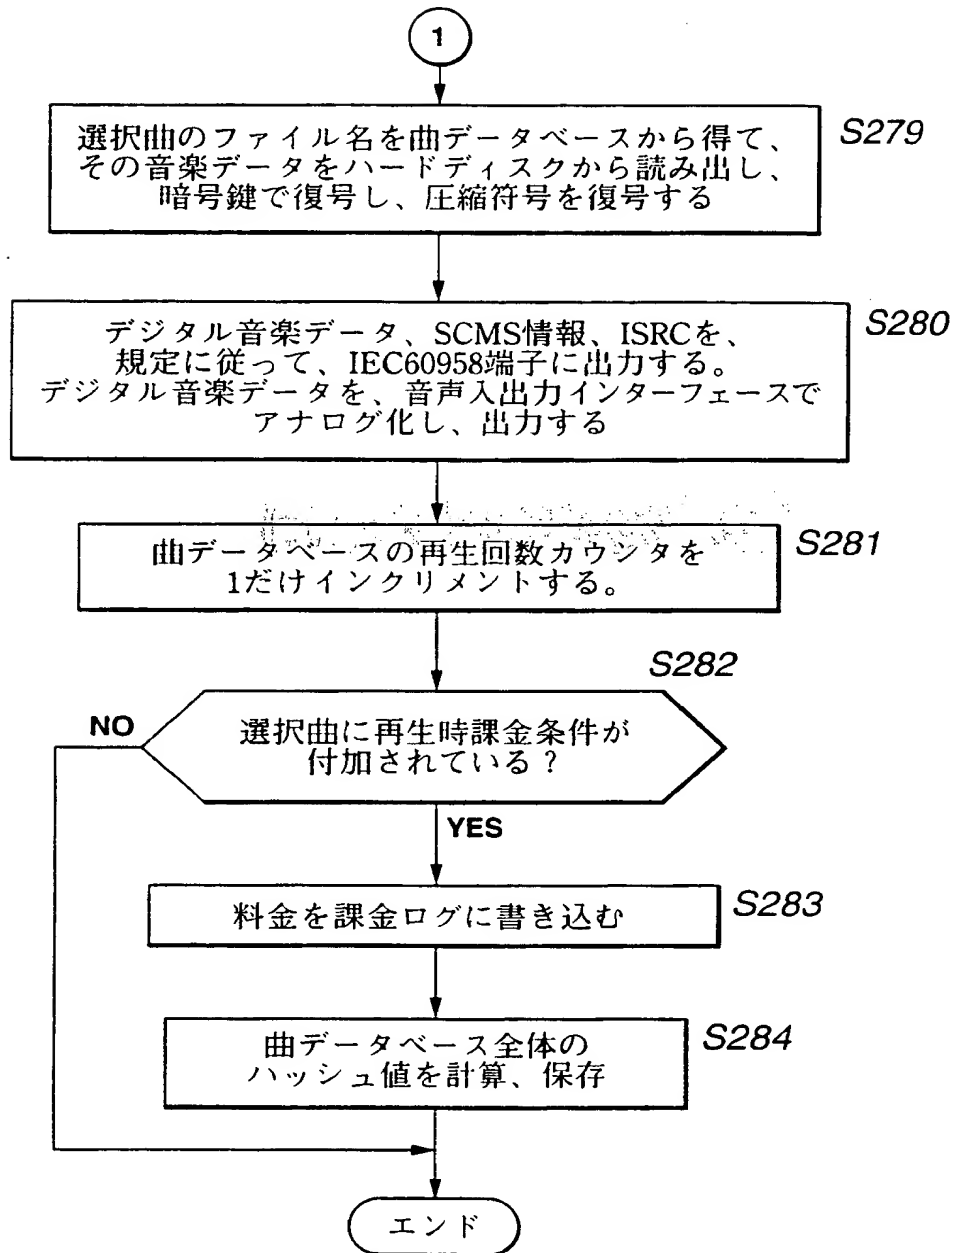 1
選択曲のファイル名を曲データベースから得て、
その音楽データをハードディスクから読み出し、
暗号鍵で復号し、圧縮符号を復号する
S279
デジタル音楽データ、SCMS情報、ISRCを、
規定に従って、IEC60958端子に出力する。
デジタル音楽データを、音声入出力インターフェースで
アナログ化し、出力する
S280
曲データベースの再生回数カウンタを
1だけインクリメントする。
S281
S282
NO
選択曲に再生時課金条件が
付加されている?
YES
料金を課金ログに書き込む
S283
曲データベース全体の
ハッシュ値を計算、保存
S284
エンド